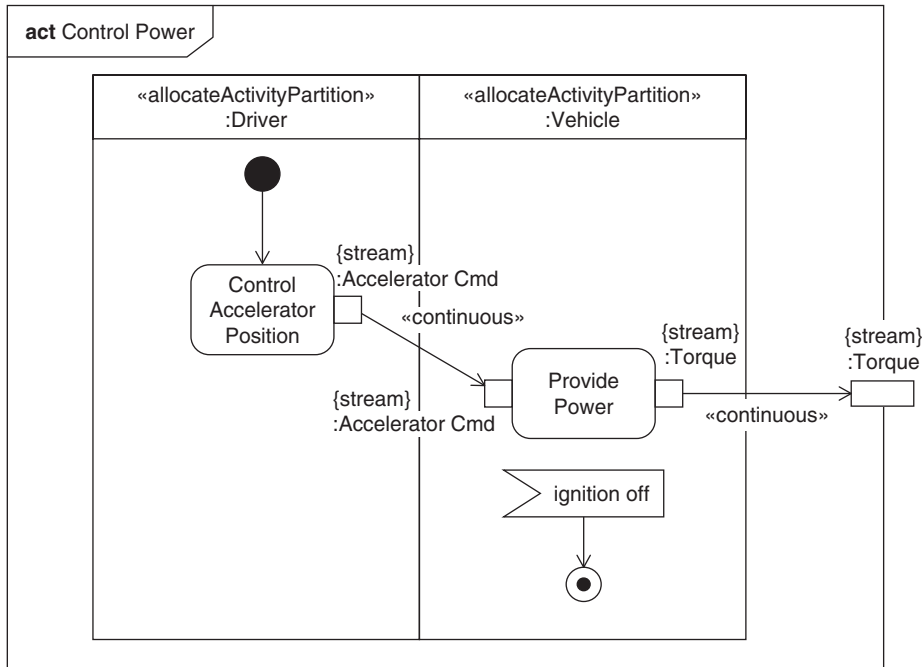 act Control Power
«allocateActivityPartition»
:Driver
«allocateActivityPartition»
:Vehicle
{stream}
:Accelerator Cmd
Control
Accelerator
Position
«continuous»
{stream}
:Accelerator Cmd
Provide
Power
{stream}
:Torque
«continuous»
{stream}
:Torque
ignition off